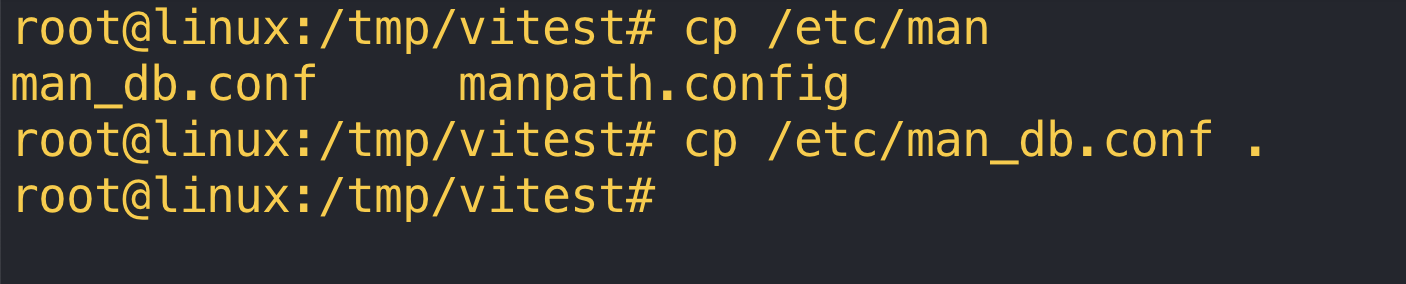 root@linux:/tmp/vitest# cp /etc/man
man_db.conf     manpath.config
root@linux:/tmp/vitest# cp /etc/man_db.conf .
root@linux:/tmp/vitest#